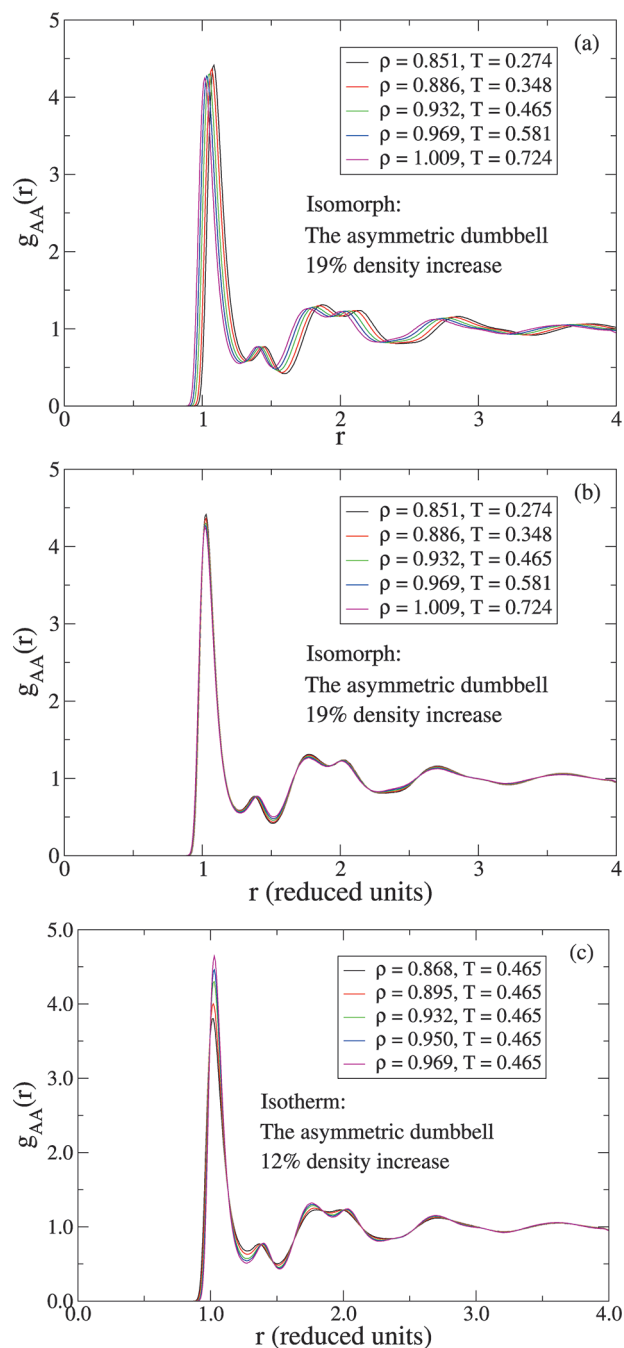 (a)
5
4
3
2
1
0
g_AA(r)
ρ = 0.851, T = 0.274
ρ = 0.886, T = 0.348
ρ = 0.932, T = 0.465
ρ = 0.969, T = 0.581
ρ = 1.009, T = 0.724
Isomorph:
The asymmetric dumbbell
19% density increase
0 1 2 3 4
r
(b)
5
4
3
2
1
0
g_AA(r)
ρ = 0.851, T = 0.274
ρ = 0.886, T = 0.348
ρ = 0.932, T = 0.465
ρ = 0.969, T = 0.581
ρ = 1.009, T = 0.724
Isomorph:
The asymmetric dumbbell
19% density increase
0 1 2 3 4
r (reduced units)
(c)
5.0
4.0
3.0
2.0
1.0
0.0
g_AA(r)
ρ = 0.868, T = 0.465
ρ = 0.895, T = 0.465
ρ = 0.932, T = 0.465
ρ = 0.950, T = 0.465
ρ = 0.969, T = 0.465
Isotherm:
The asymmetric dumbbell
12% density increase
0.0 1.0 2.0 3.0 4.0
r (reduced units)